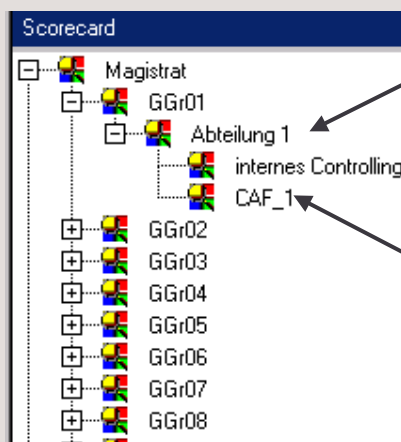 Scorecard
Magistrat
GGr01
Abteilung 1
internes Controlling
CAF_1
GGr02
GGr03
GGr04
GGr05
GGr06
GGr07
GGr08